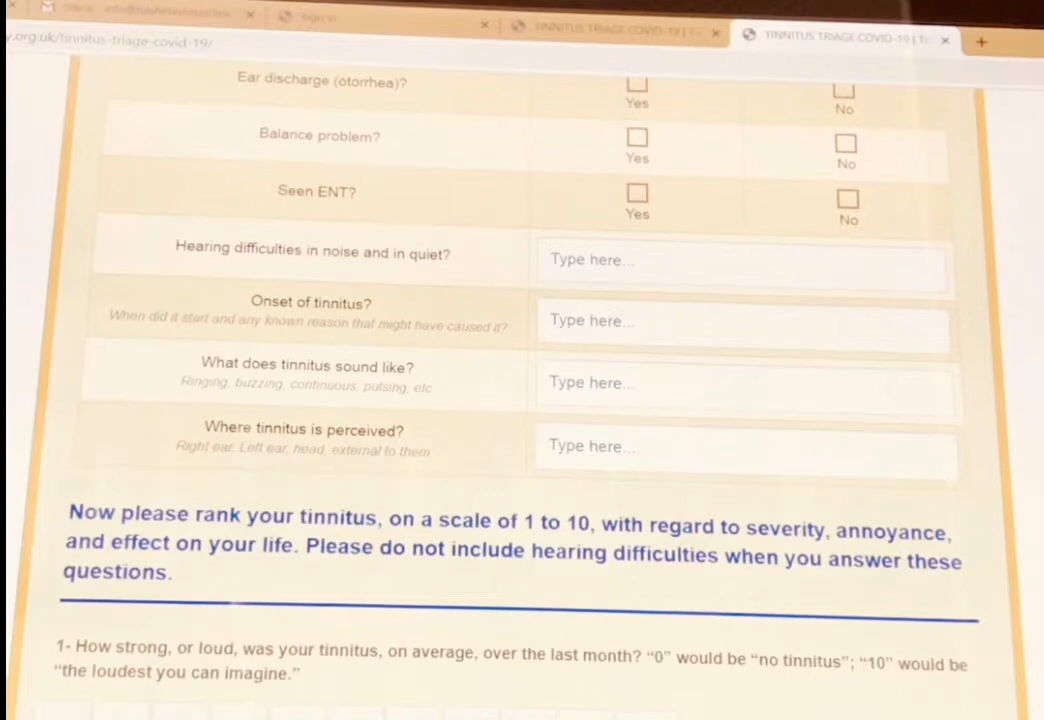 TINNITUS TRIAGE COVID-19 | T
TINNITUS TRIAGE COVID-19 | Ti
.org.uk/tinnitus-triage-covid-19/
Ear discharge (otorrhea)?
Yes
No
Balance problem?
Yes
No
Seen ENT?
Yes
No
Hearing difficulties in noise and in quiet?
Type here...
Onset of tinnitus?
When did it start and any known reason that might have caused it?
Type here...
What does tinnitus sound like?
Ringing, buzzing, continuous, pulsing, etc
Type here...
Where tinnitus is perceived?
Right ear, Left ear, head, external to them
Type here...
Now please rank your tinnitus, on a scale of 1 to 10, with regard to severity, annoyance,
and effect on your life. Please do not include hearing difficulties when you answer these
questions.
1- How strong, or loud, was your tinnitus, on average, over the last month? “0” would be “no tinnitus”; “10” would be
“the loudest you can imagine.”